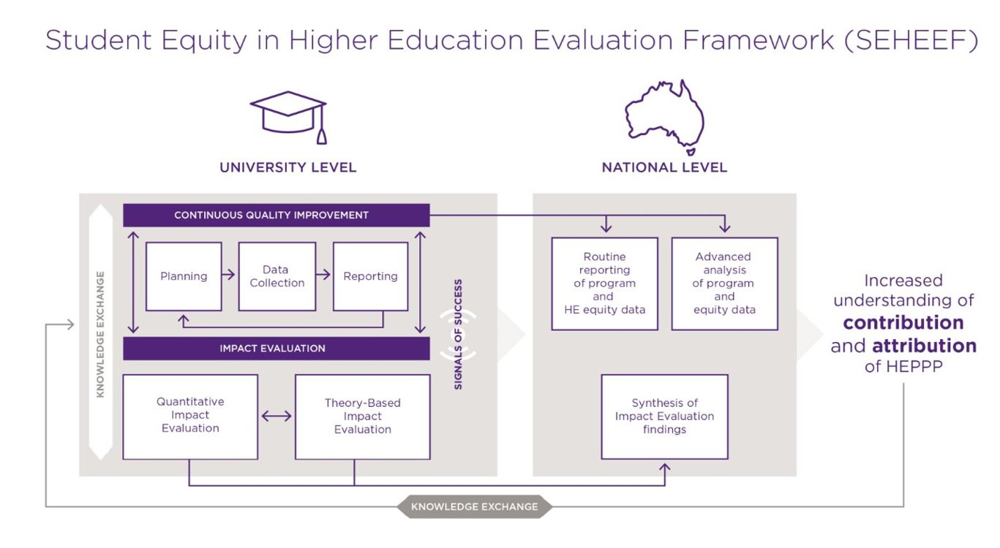 Student Equity in Higher Education Evaluation Framework (SEHEEF)
UNIVERSITY LEVEL
NATIONAL LEVEL
KNOWLEDGE EXCHANGE
CONTINUOUS QUALITY IMPROVEMENT
Planning
Data
Collection
Reporting
IMPACT EVALUATION
Quantitative
Impact
Evaluation
Theory-Based
Impact
Evaluation
SIGNALS OF SUCCESS
Routine
reporting
of program
and
HE equity data
Advanced
analysis
of program
and
equity data
Synthesis of
Impact Evaluation
findings
Increased
understanding of
contribution
and attribution
of HEPPP
KNOWLEDGE EXCHANGE